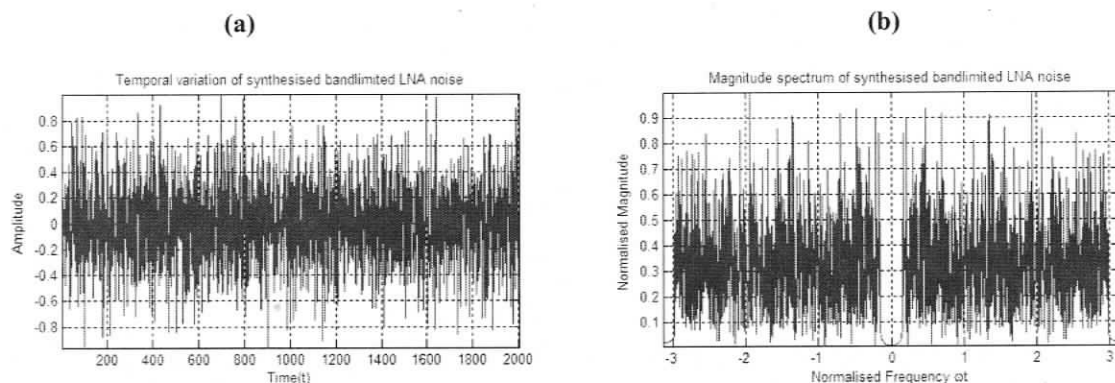 (a)
Temporal variation of synthesised bandlimited LNA noise
0.8
0.6
0.4
0.2
0
-0.2
-0.4
-0.6
-0.8
Amplitude
200 400 600 800 1000 1200 1400 1600 1800 2000
Time(t)
(b)
Magnitude spectrum of synthesised bandlimited LNA noise
0.9
0.8
0.7
0.6
0.5
0.4
0.3
0.2
0.1
Normalised Magnitude
-3 -2 -1 0 1 2 3
Normalised Frequency ωt